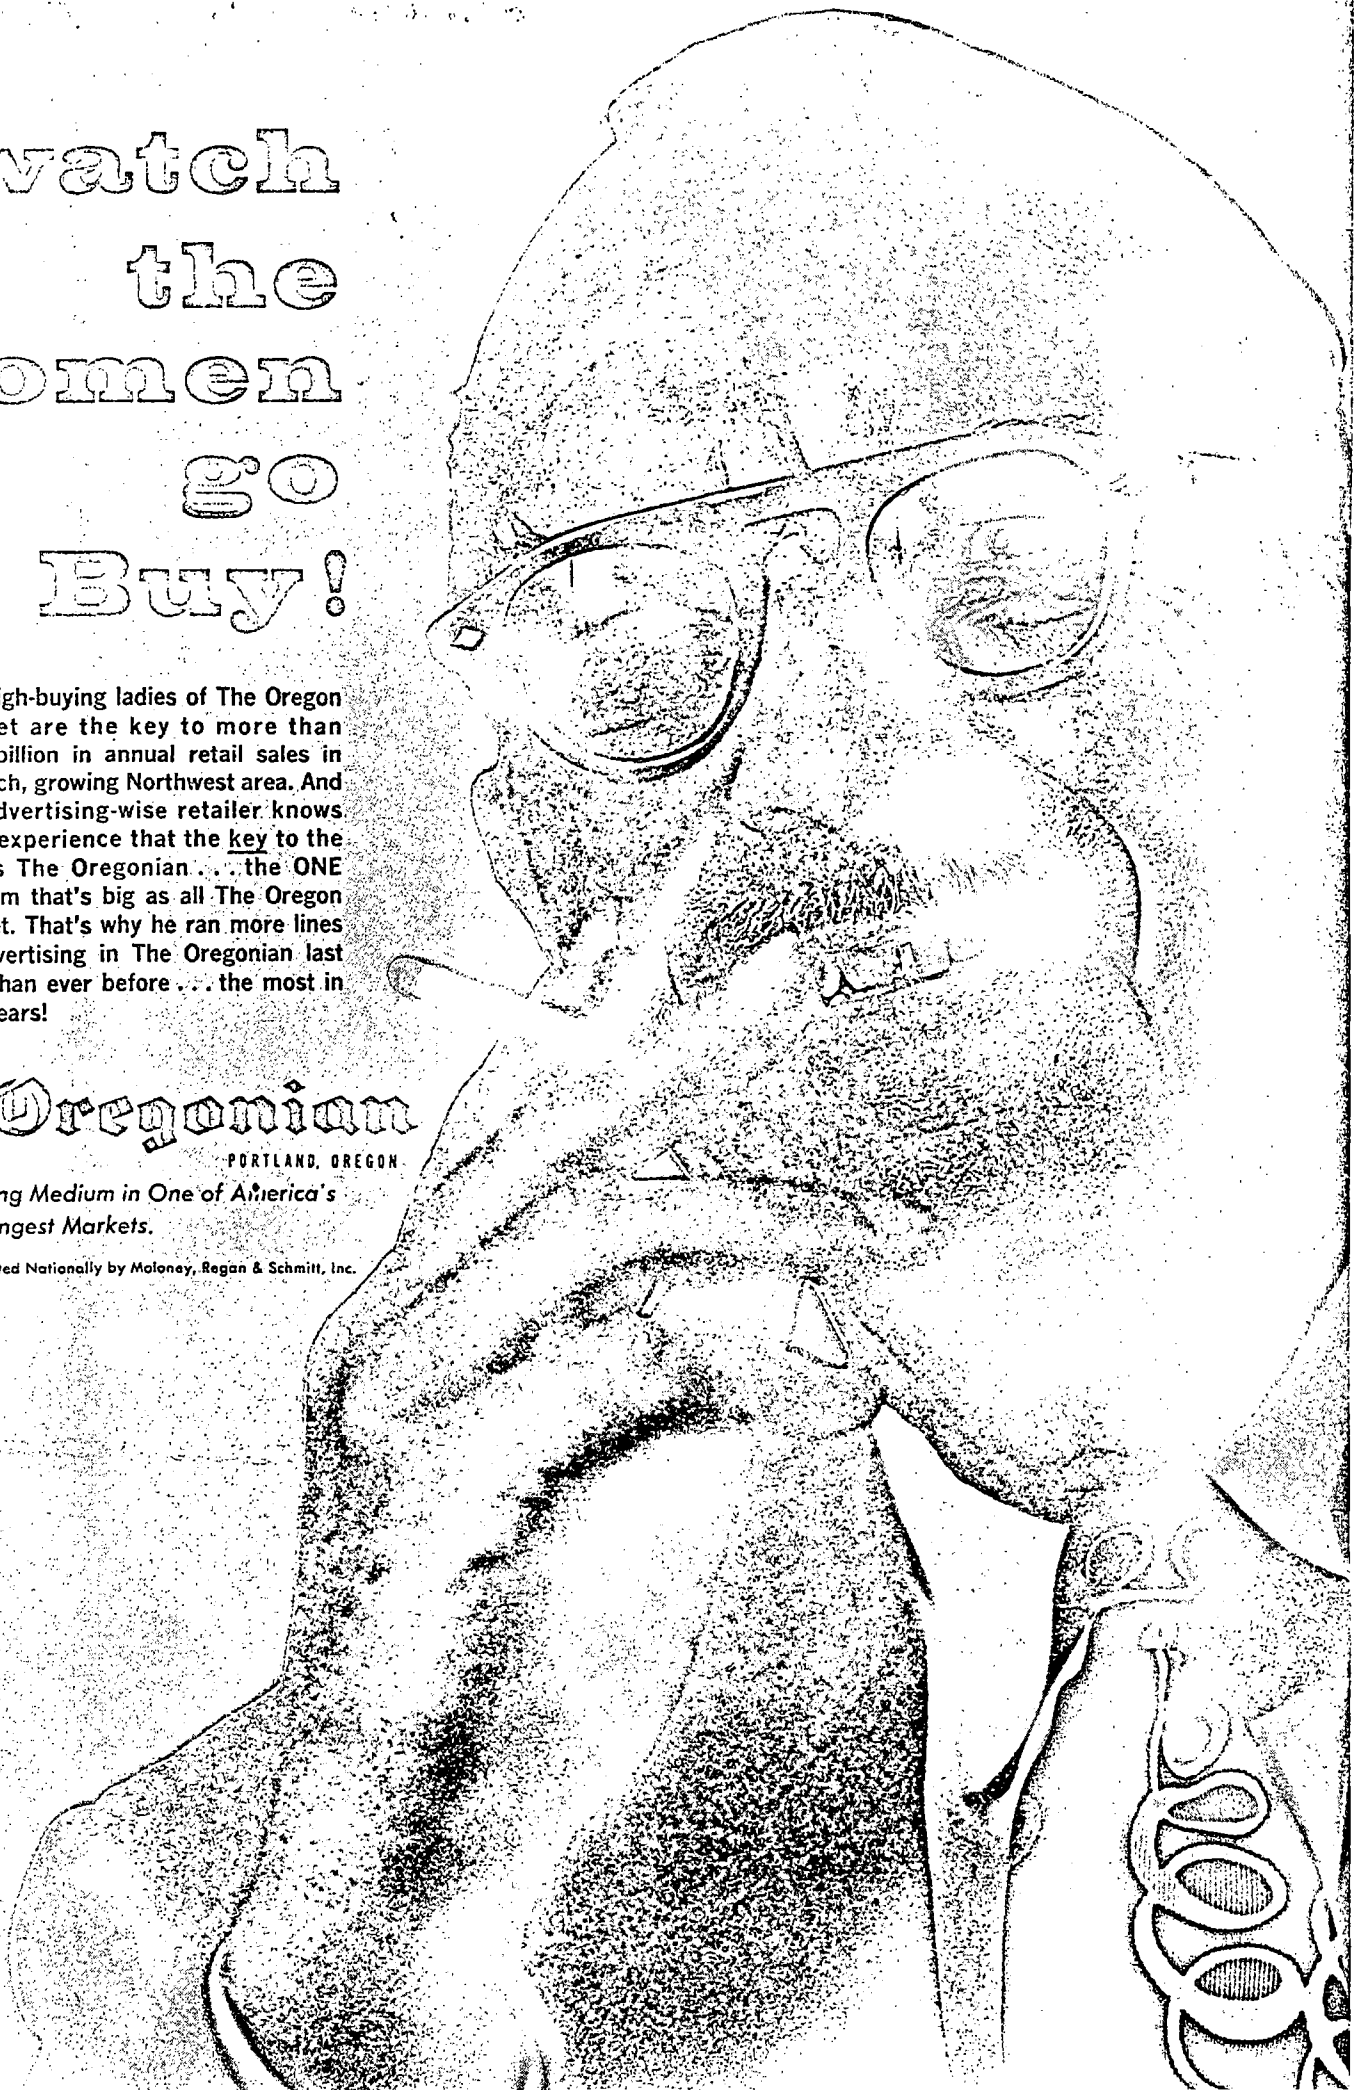 watch
the
omen
go
Buy!
igh-buying ladies of The Oregon
et are the key to more than
billion in annual retail sales in
ch, growing Northwest area. And
dvertising-wise retailer knows
experience that the key to the
s The Oregonian . . . the ONE
m that's big as all The Oregon
t. That's why he ran more lines
vertising in The Oregonian last
han ever before . . . the most in
ears!
Oregonian
PORTLAND, OREGON
ng Medium in One of America's
ngest Markets.
ed Nationally by Moloney, Regan & Schmitt, Inc.